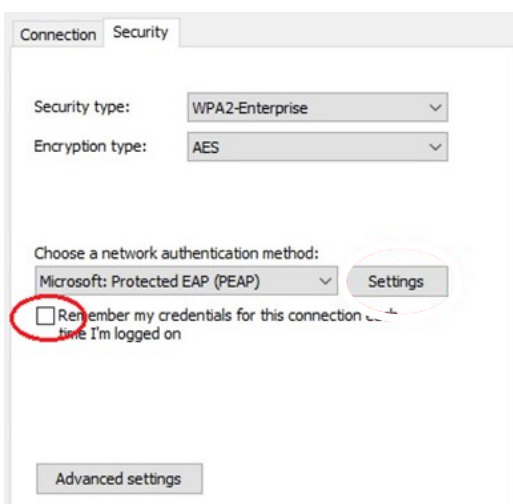 Connection Security
Security type: WPA2-Enterprise
Encryption type: AES
Choose a network authentication method:
Microsoft: Protected EAP (PEAP) Settings
Remember my credentials for this connection
time I'm logged on
Advanced settings